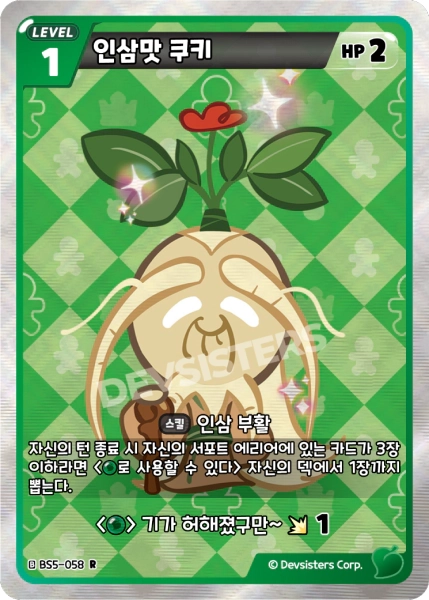 LEVEL
1
인삼맛 쿠키
HP 2
DEVSISTERS
스킬 인삼 부활
자신의 턴 종료 시 자신의 서포트 에리어에 있는 카드가 3장
이하라면 <로 사용할 수 있다> 자신의 덱에서 1장까지
뽑는다.
<> 기가 허해졌구만~ 1
B BS5-058 R
© Devsisters Corp.